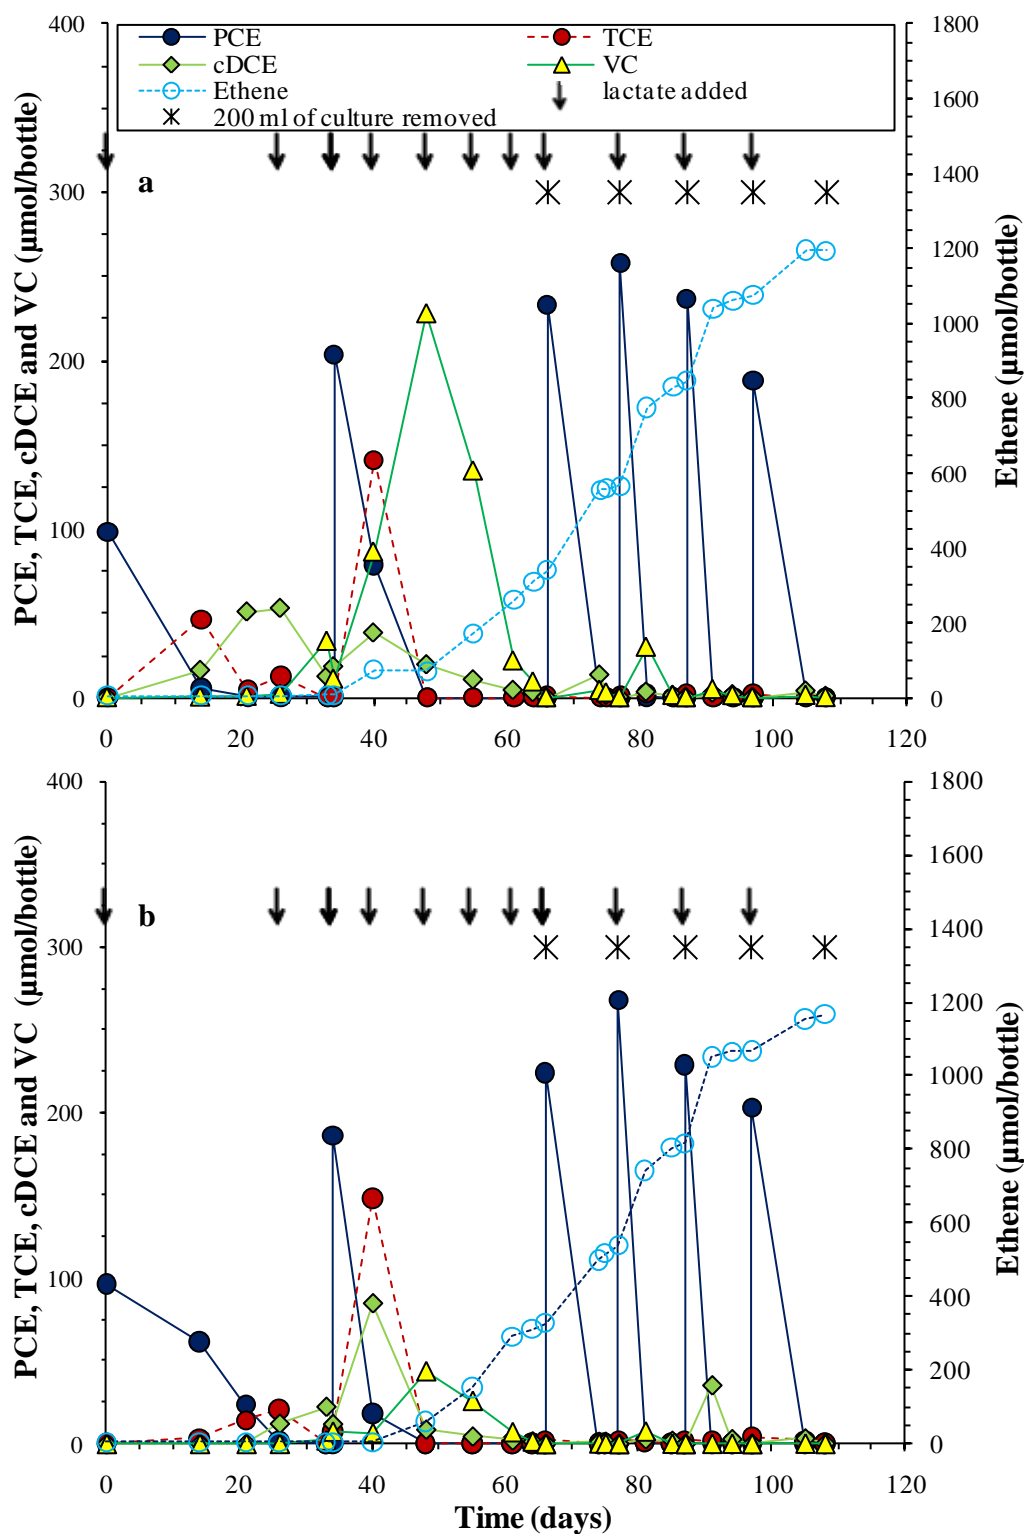 PCE TCE
cDCE VC
Ethene lactate added
200 ml of culture removed
a
400
300
200
100
0
1800
1600
1400
1200
1000
800
600
400
200
0
0 20 40 60 80 100 120
PCE, TCE, cDCE and VC (µmol/bottle)
Ethene (µmol/bottle)
b
400
300
200
100
0
1800
1600
1400
1200
1000
800
600
400
200
0
0 20 40 60 80 100 120
PCE, TCE, cDCE and VC (µmol/bottle)
Ethene (µmol/bottle)
Time (days)